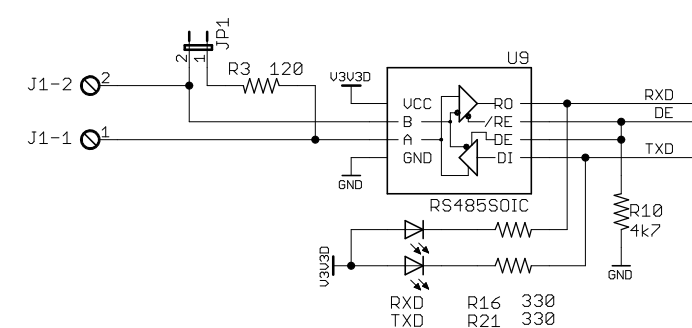 JP1
2 1
R3 120
U9
J1-2 2
V3V3D
VCC RO RXD
B /RE DE
J1-1 1
A DE
GND DI TXD
GND
RS485SOIC
R10
4k7
V3V3D
GND
RXD R16 330
TXD R21 330